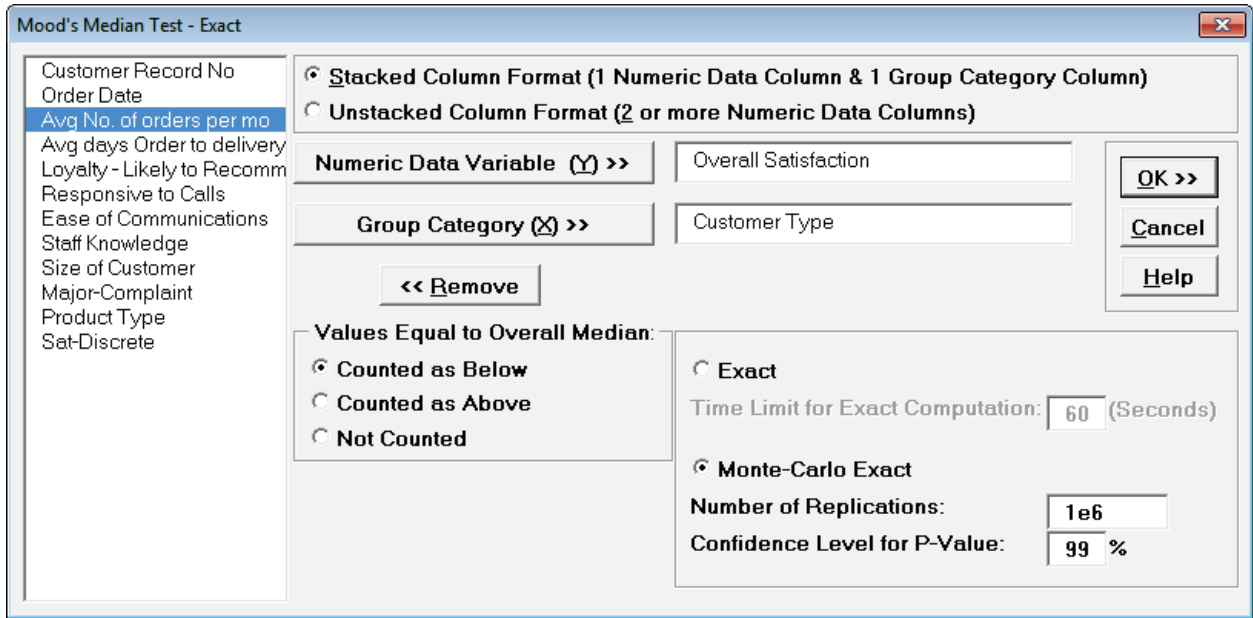 Mood's Median Test - Exact
Customer Record No
Order Date
Avg No. of orders per mo
Avg days Order to delivery
Loyalty - Likely to Recomm
Responsive to Calls
Ease of Communications
Staff Knowledge
Size of Customer
Major-Complaint
Product Type
Sat-Discrete
Stacked Column Format (1 Numeric Data Column & 1 Group Category Column)
Unstacked Column Format (2 or more Numeric Data Columns)
Numeric Data Variable (Y) >>
Overall Satisfaction
Group Category (X) >>
Customer Type
<< Remove
OK >>
Cancel
Help
Values Equal to Overall Median:
Counted as Below
Counted as Above
Not Counted
Exact
Time Limit for Exact Computation: 60 (Seconds)
Monte-Carlo Exact
Number of Replications: 1e6
Confidence Level for P-Value: 99 %